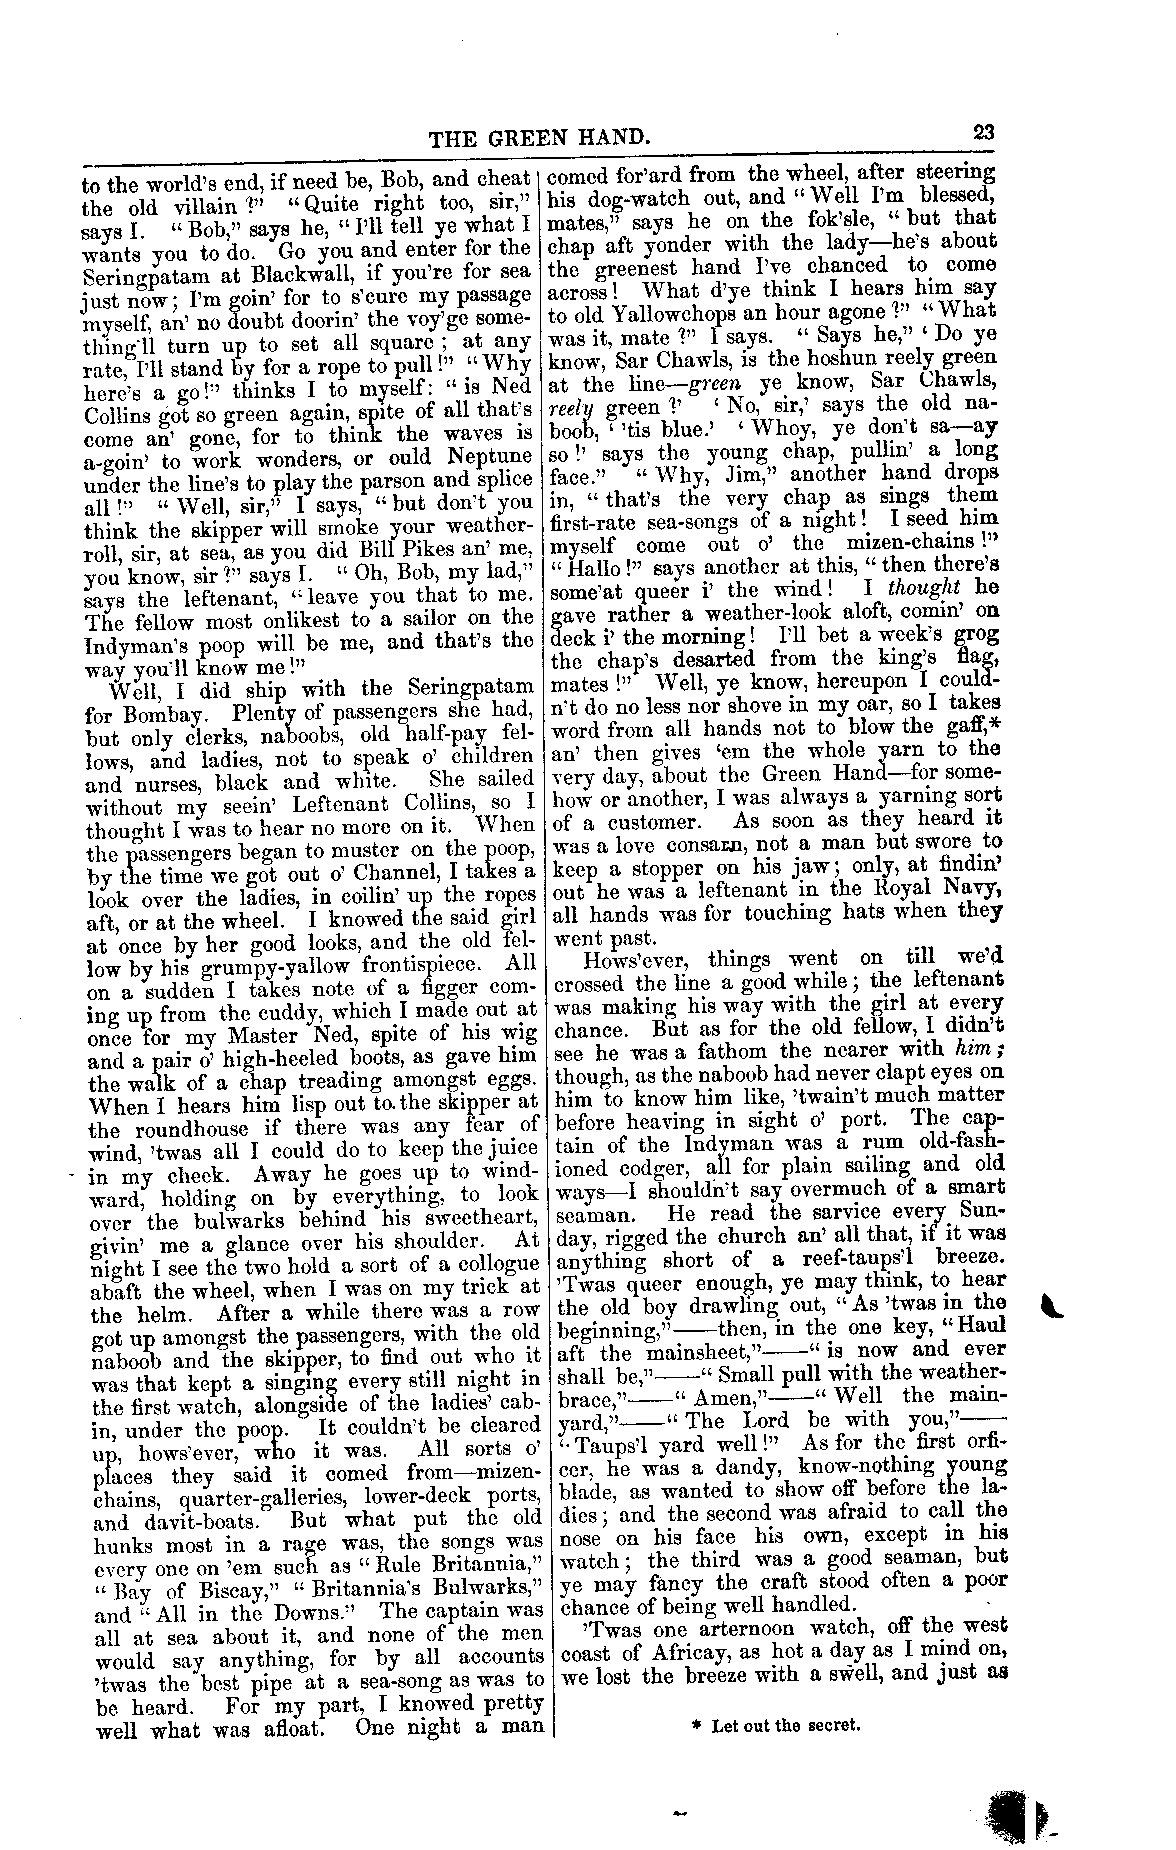 THE GREEN HAND.
23
to the world's end, if need be, Bob, and cheat
the old villain?" "Quite right too, sir,"
says I. "Bob," says he, "I'll tell ye what I
wants you to do. Go you and enter for the
Seringpatam at Blackwall, if you're for sea
just now; I'm goin' for to s'cure my passage
myself, an' no doubt doorin' the voy'ge some-
thing'll turn up to set all square; at any
rate, I'll stand by for a rope to pull!" "Why
here's a go!" thinks I to myself: "is Ned
Collins got so green again, spite of all that's
come an' gone, for to think the waves is
a-goin' to work wonders, or ould Neptune
under the line's to play the parson and splice
all!" "Well, sir," I says, "but don't you
think the skipper will smoke your weather-
roll, sir, at sea, as you did Bill Pikes an' me,
you know, sir?" says I. "Oh, Bob, my lad,"
says the leftenant, "leave you that to me.
The fellow most onlikest to a sailor on the
Indyman's poop will be me, and that's the
way you'll know me!"
Well, I did ship with the Seringpatam
for Bombay. Plenty of passengers she had,
but only clerks, naboobs, old half-pay fel-
lows, and ladies, not to speak o' children
and nurses, black and white. She sailed
without my seein' Leftenant Collins, so I
thought I was to hear no more on it. When
the passengers began to muster on the poop,
by the time we got out o' Channel, I takes a
look over the ladies, in coilin' up the ropes
aft, or at the wheel. I knowed the said girl
at once by her good looks, and the old fel-
low by his grumpy-yallow frontispiece. All
on a sudden I takes note of a figger com-
ing up from the cuddy, which I made out at
once for my Master Ned, spite of his wig
and a pair o' high-heeled boots, as gave him
the walk of a chap treading amongst eggs.
When I hears him lisp out to the skipper at
the roundhouse if there was any fear of
wind, 'twas all I could do to keep the juice
in my cheek. Away he goes up to wind-
ward, holding on by everything, to look
over the bulwarks behind his sweetheart,
givin' me a glance over his shoulder. At
night I see the two hold a sort of a collogue
abaft the wheel, when I was on my trick at
the helm. After a while there was a row
got up amongst the passengers, with the old
naboob and the skipper, to find out who it
was that kept a singing every still night in
the first watch, alongside of the ladies' cab-
in, under the poop. It couldn't be cleared
up, hows'ever, who it was. All sorts o'
places they said it comed from—mizen-
chains, quarter-galleries, lower-deck ports,
and davit-boats. But what put the old
hunks most in a rage was, the songs was
every one on 'em such as "Rule Britannia,"
"Bay of Biscay," "Britannia's Bulwarks,"
and "All in the Downs." The captain was
all at sea about it, and none of the men
would say anything, for by all accounts
'twas the best pipe at a sea-song as was to
be heard. For my part, I knowed pretty
well what was afloat. One night a man
comed for'ard from the wheel, after steering
his dog-watch out, and "Well I'm blessed,
mates," says he on the fok'sle, "but that
chap aft yonder with the lady—he's about
the greenest hand I've chanced to come
across! What d'ye think I hears him say
to old Yallowchops an hour agone?" "What
was it, mate?" I says. "Says he," 'Do ye
know, Sar Chawls, is the hoshun reely green
at the line—green ye know, Sar Chawls,
reely green?' 'No, sir,' says the old na-
boob, ''tis blue.' 'Whoy, ye don't sa—ay
so!' says the young chap, pullin' a long
face." "Why, Jim," another hand drops
in, "that's the very chap as sings them
first-rate sea-songs of a night! I seed him
myself come out o' the mizen-chains!"
"Hallo!" says another at this, "then there's
some'at queer i' the wind! I thought he
gave rather a weather-look aloft, comin' on
deck i' the morning! I'll bet a week's grog
the chap's desarted from the king's flag,
mates!" Well, ye know, hereupon I could-
n't do no less nor shove in my oar, so I takes
word from all hands not to blow the gaff,*
an' then gives 'em the whole yarn to the
very day, about the Green Hand—for some-
how or another, I was always a yarning sort
of a customer. As soon as they heard it
was a love consarn, not a man but swore to
keep a stopper on his jaw; only, at findin'
out he was a leftenant in the Royal Navy,
all hands was for touching hats when they
went past.
Hows'ever, things went on till we'd
crossed the line a good while; the leftenant
was making his way with the girl at every
chance. But as for the old fellow, I didn't
see he was a fathom the nearer with him;
though, as the naboob had never clapt eyes on
him to know him like, 'twain't much matter
before heaving in sight o' port. The cap-
tain of the Indyman was a rum old-fash-
ioned codger, all for plain sailing and old
ways—I shouldn't say overmuch of a smart
seaman. He read the sarvice every Sun-
day, rigged the church an' all that, if it was
anything short of a reef-taups'l breeze.
'Twas queer enough, ye may think, to hear
the old boy drawling out, "As 'twas in the
beginning,"——then, in the one key, "Haul
aft the mainsheet,"——"is now and ever
shall be,"——"Small pull with the weather-
brace,"——"Amen,"——"Well the main-
yard,"——"The Lord be with you,"——
"Taups'l yard well!" As for the first orfi-
cer, he was a dandy, know-nothing young
blade, as wanted to show off before the la-
dies; and the second was afraid to call the
nose on his face his own, except in his
watch; the third was a good seaman, but
ye may fancy the craft stood often a poor
chance of being well handled.
'Twas one arternoon watch, off the west
coast of Africay, as hot a day as I mind on,
we lost the breeze with a swell, and just as
* Let out the secret.